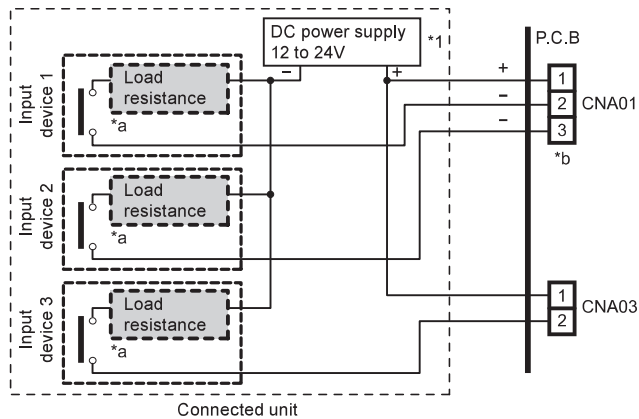 DC power supply
12 to 24V
*1
P.C.B
−
+
+
1
−
2
CNA01
−
3
*b
Input
device 1
Load
resistance
*a
Input
device 2
Load
resistance
*a
Input
device 3
Load
resistance
*a
1
CNA03
2
Connected unit